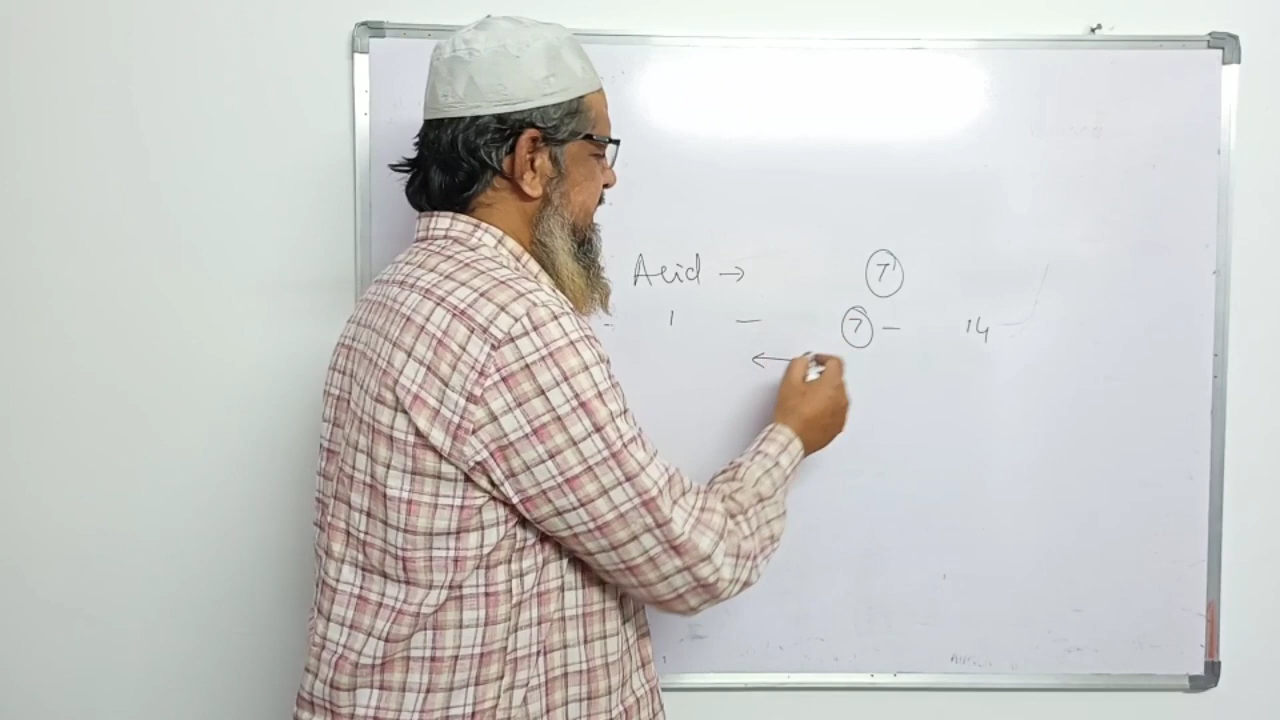 Acid → 7
- 1 - 7 - 14
←